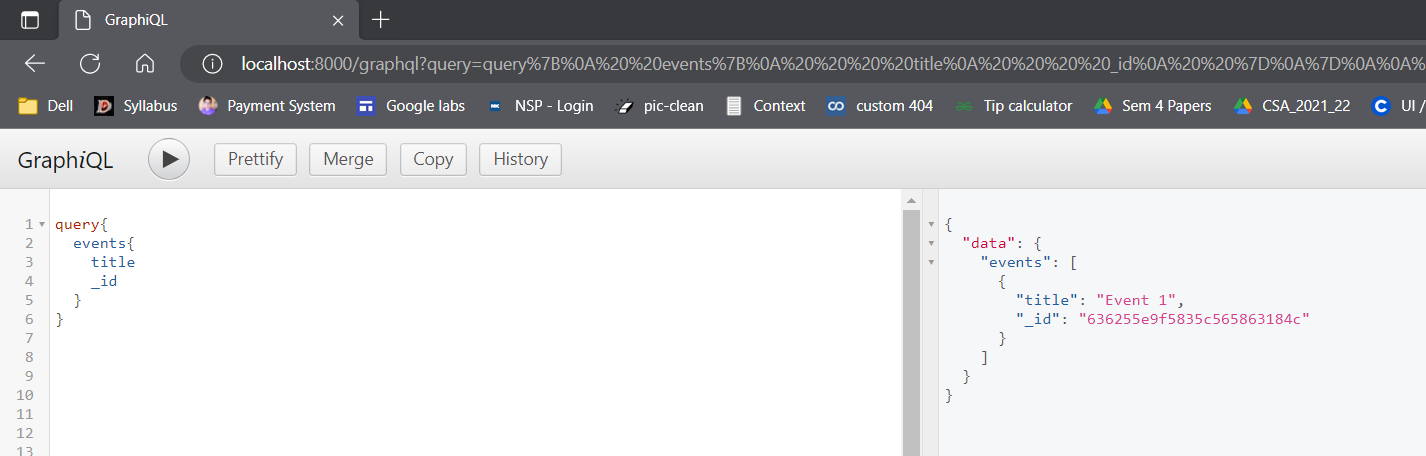 GraphiQL
localhost:8000/graphql?query=query%7B%0A%20%20events%7B%0A%20%20%20%20title%0A%20%20%20%20_id%0A%20%20%7D%0A%7D%0A%0A%
Dell Syllabus Payment System Google labs NSP - Login pic-clean Context custom 404 Tip calculator Sem 4 Papers CSA_2021_22 UI /
GraphiQL Prettify Merge Copy History
1 query{
2 events{
3 title
4 _id
5 }
6 }
7
8
9
10
11
12
13
{
"data": {
"events": [
{
"title": "Event 1",
"_id": "636255e9f5835c565863184c"
}
]
}
}